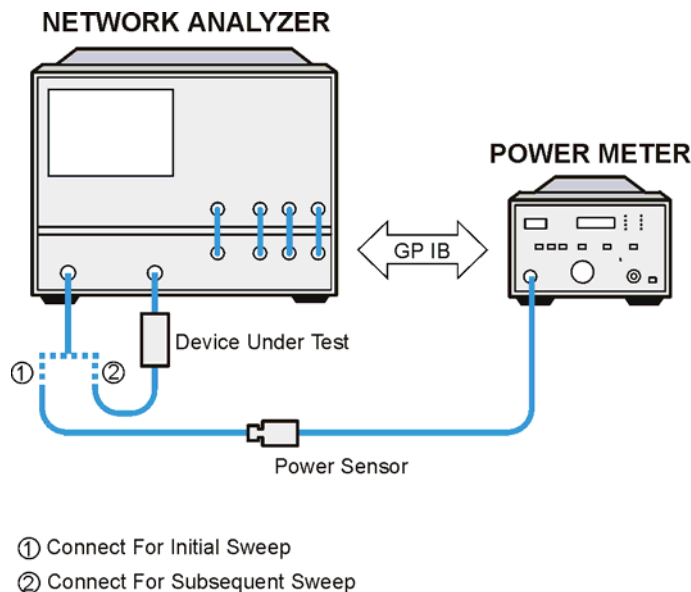 NETWORK ANALYZER
POWER METER
GP IB
Device Under Test
① ②
Power Sensor
① Connect For Initial Sweep
② Connect For Subsequent Sweep